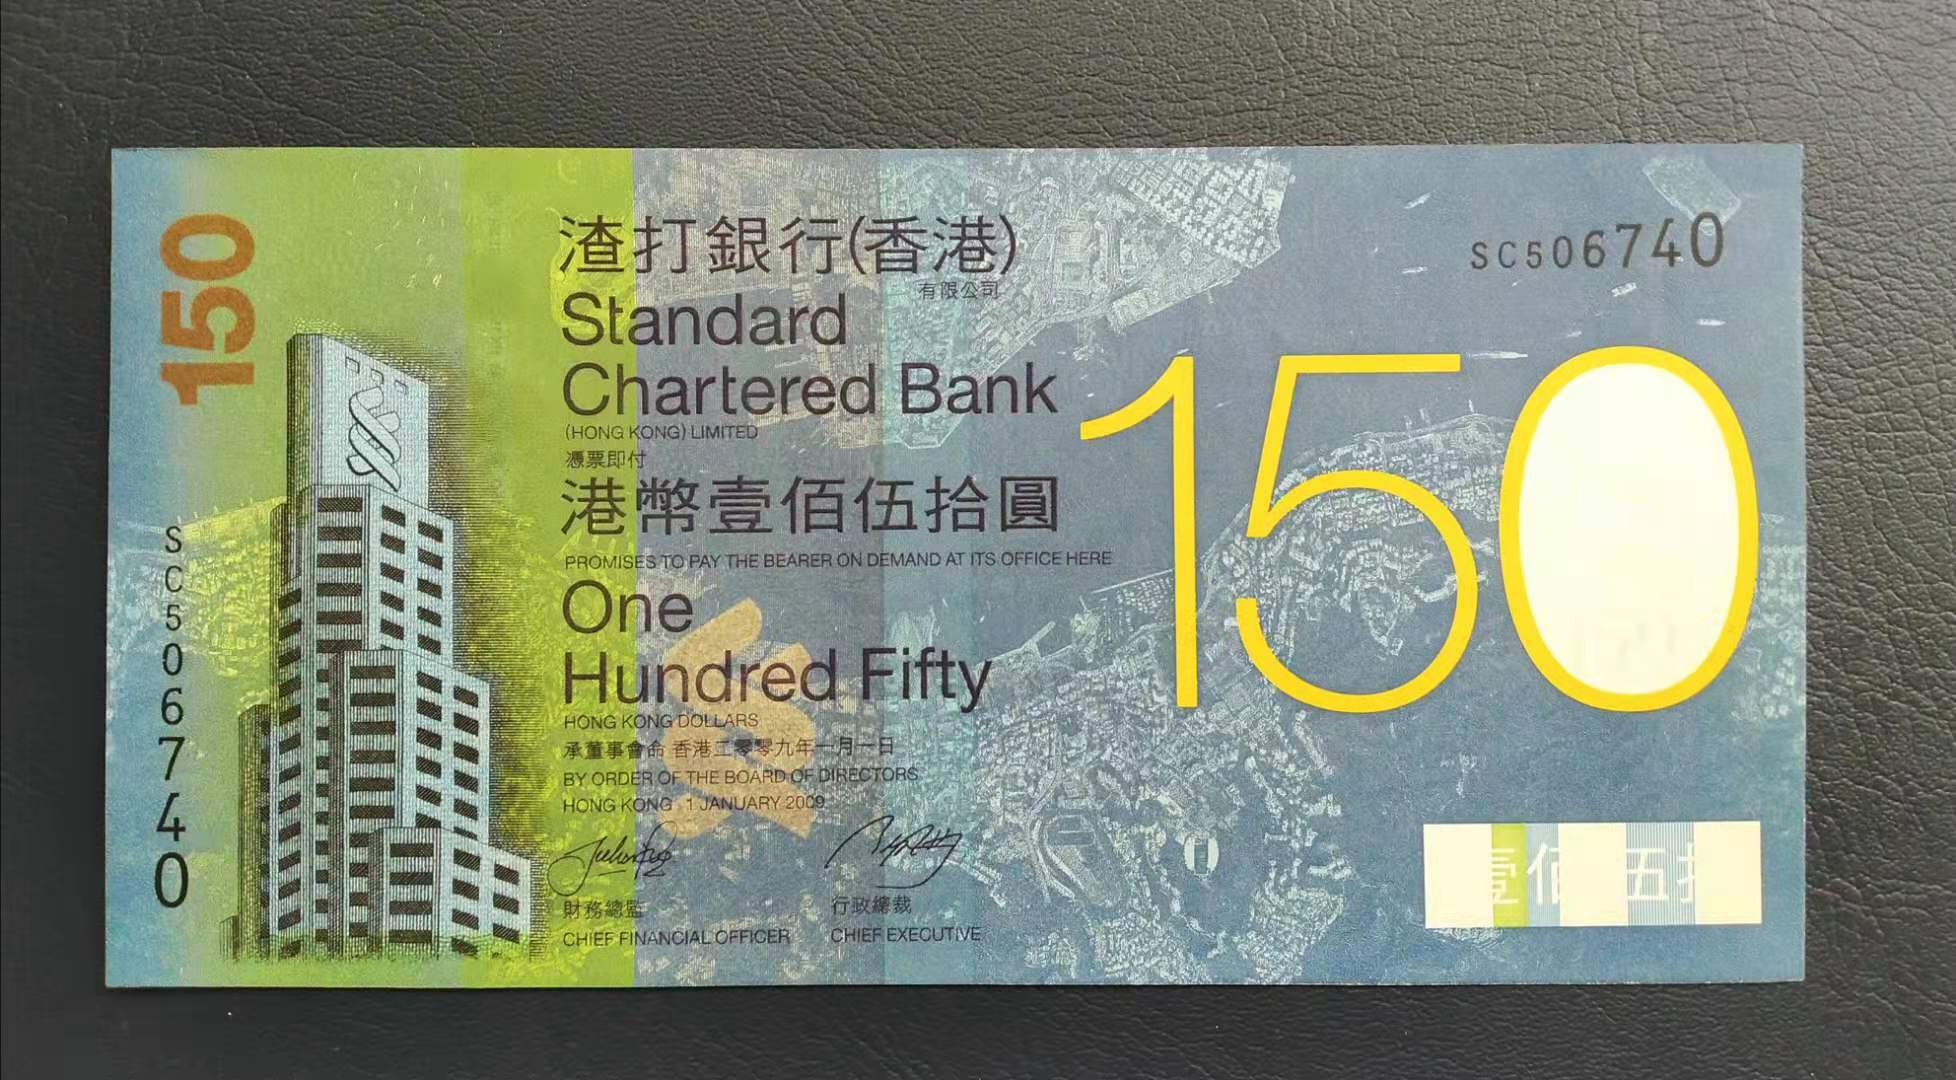 150
渣打銀行(香港)
有限公司
Standard
Chartered Bank
(HONG KONG) LIMITED
憑票即付
港幣壹佰伍拾圓
PROMISES TO PAY THE BEARER ON DEMAND AT ITS OFFICE HERE
One
Hundred Fifty
HONG KONG DOLLARS
承董事會命 香港二零零九年一月一日
BY ORDER OF THE BOARD OF DIRECTORS
HONG KONG 1 JANUARY 2009
財務總監
CHIEF FINANCIAL OFFICER
行政總裁
CHIEF EXECUTIVE
SC506740
SC506740
150